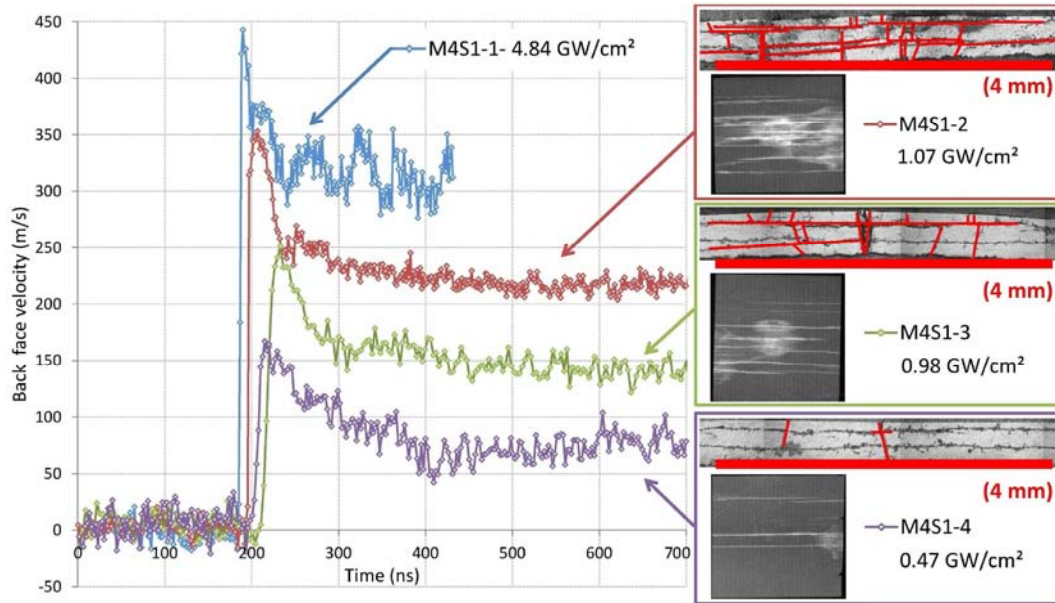 450
400
350
300
250
200
150
100
50
0
-50
Back face velocity (m/s)
0
100
200
300
400
500
600
700
Time (ns)
M4S1-1- 4.84 GW/cm²
(4 mm)
M4S1-2
1.07 GW/cm²
(4 mm)
M4S1-3
0.98 GW/cm²
(4 mm)
M4S1-4
0.47 GW/cm²